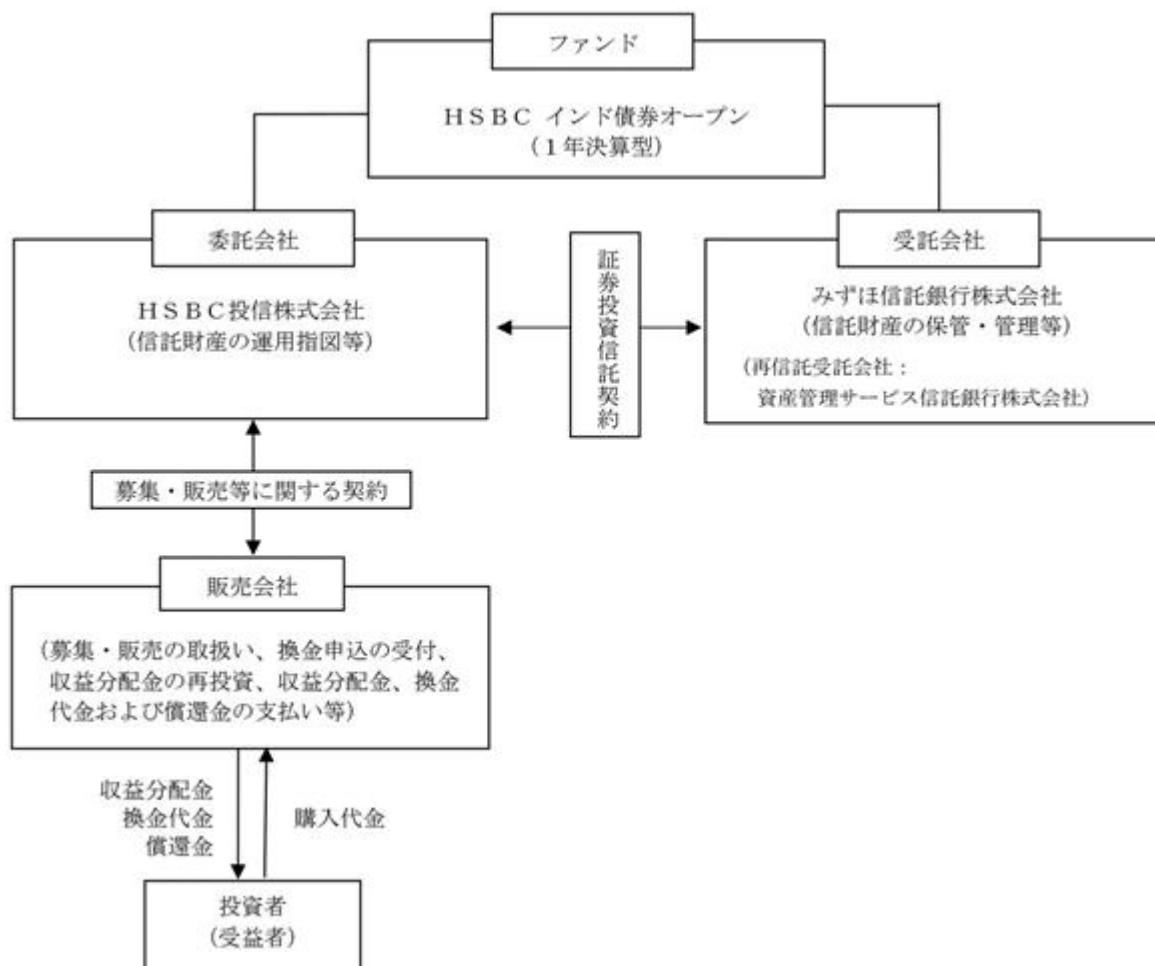 ファンド
HSBC インド債券オープン
(1年決算型)
委託会社
HSBC投信株式会社
(信託財産の運用指図等)
証券投資信託契約
受託会社
みずほ信託銀行株式会社
(信託財産の保管・管理等)
(再信託受託会社:
資産管理サービス信託銀行株式会社)
募集・販売等に関する契約
販売会社
(募集・販売の取扱い、換金申込の受付、
収益分配金の再投資、収益分配金、換金
代金および償還金の支払い等)
収益分配金
換金代金
償還金
購入代金
投資者
(受益者)